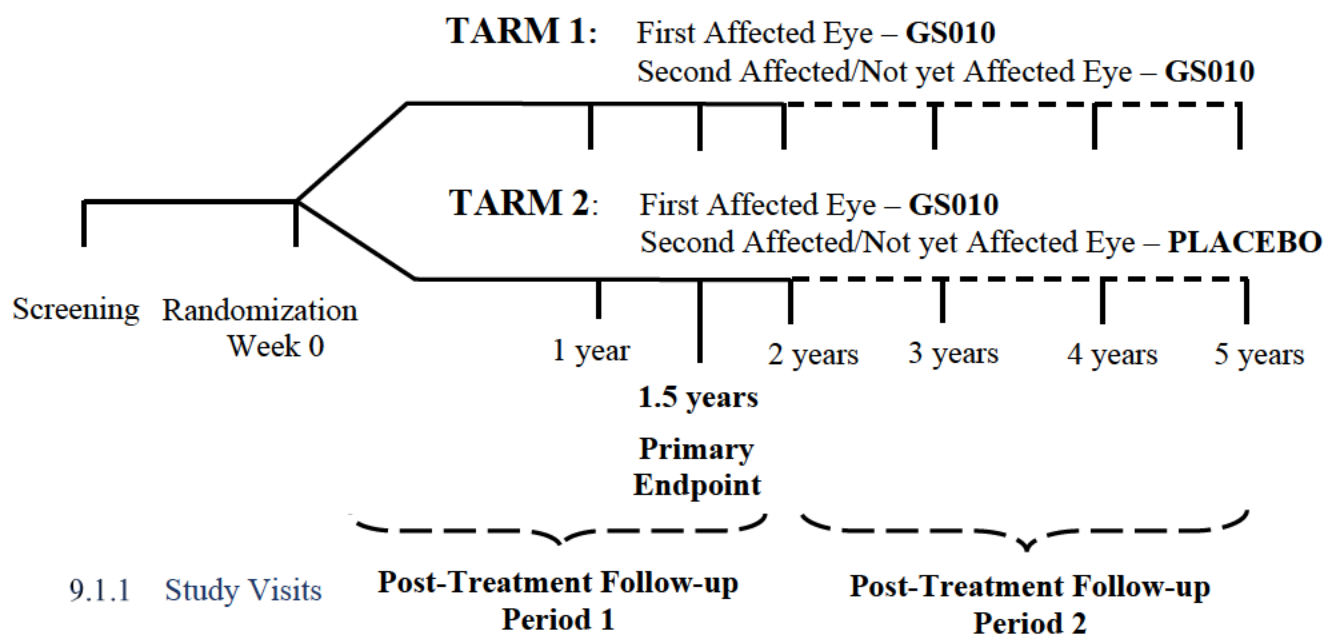 TARM 1: First Affected Eye – GS010
Second Affected/Not yet Affected Eye – GS010
TARM 2: First Affected Eye – GS010
Second Affected/Not yet Affected Eye – PLACEBO
Screening
Randomization
Week 0
1 year
1.5 years
Primary
Endpoint
2 years
3 years
4 years
5 years
9.1.1 Study Visits
Post-Treatment Follow-up
Period 1
Post-Treatment Follow-up
Period 2